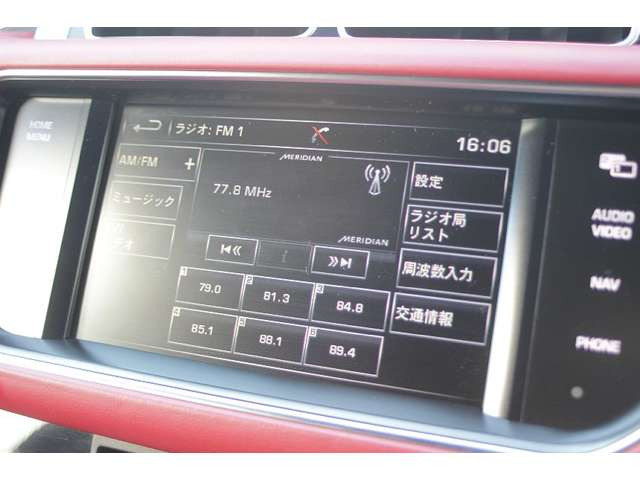 HOME
MENU
ラジオ: FM 1
16:06
AM/FM +
MERIDIAN
設定
77.8 MHz
ミュージック
ラジオ局
リスト
MERIDIAN
周波数入力
1 79.0
2 81.3
3 84.8
交通情報
4 85.1
5 88.1
6 89.4
AUDIO
VIDEO
NAV
PHONE